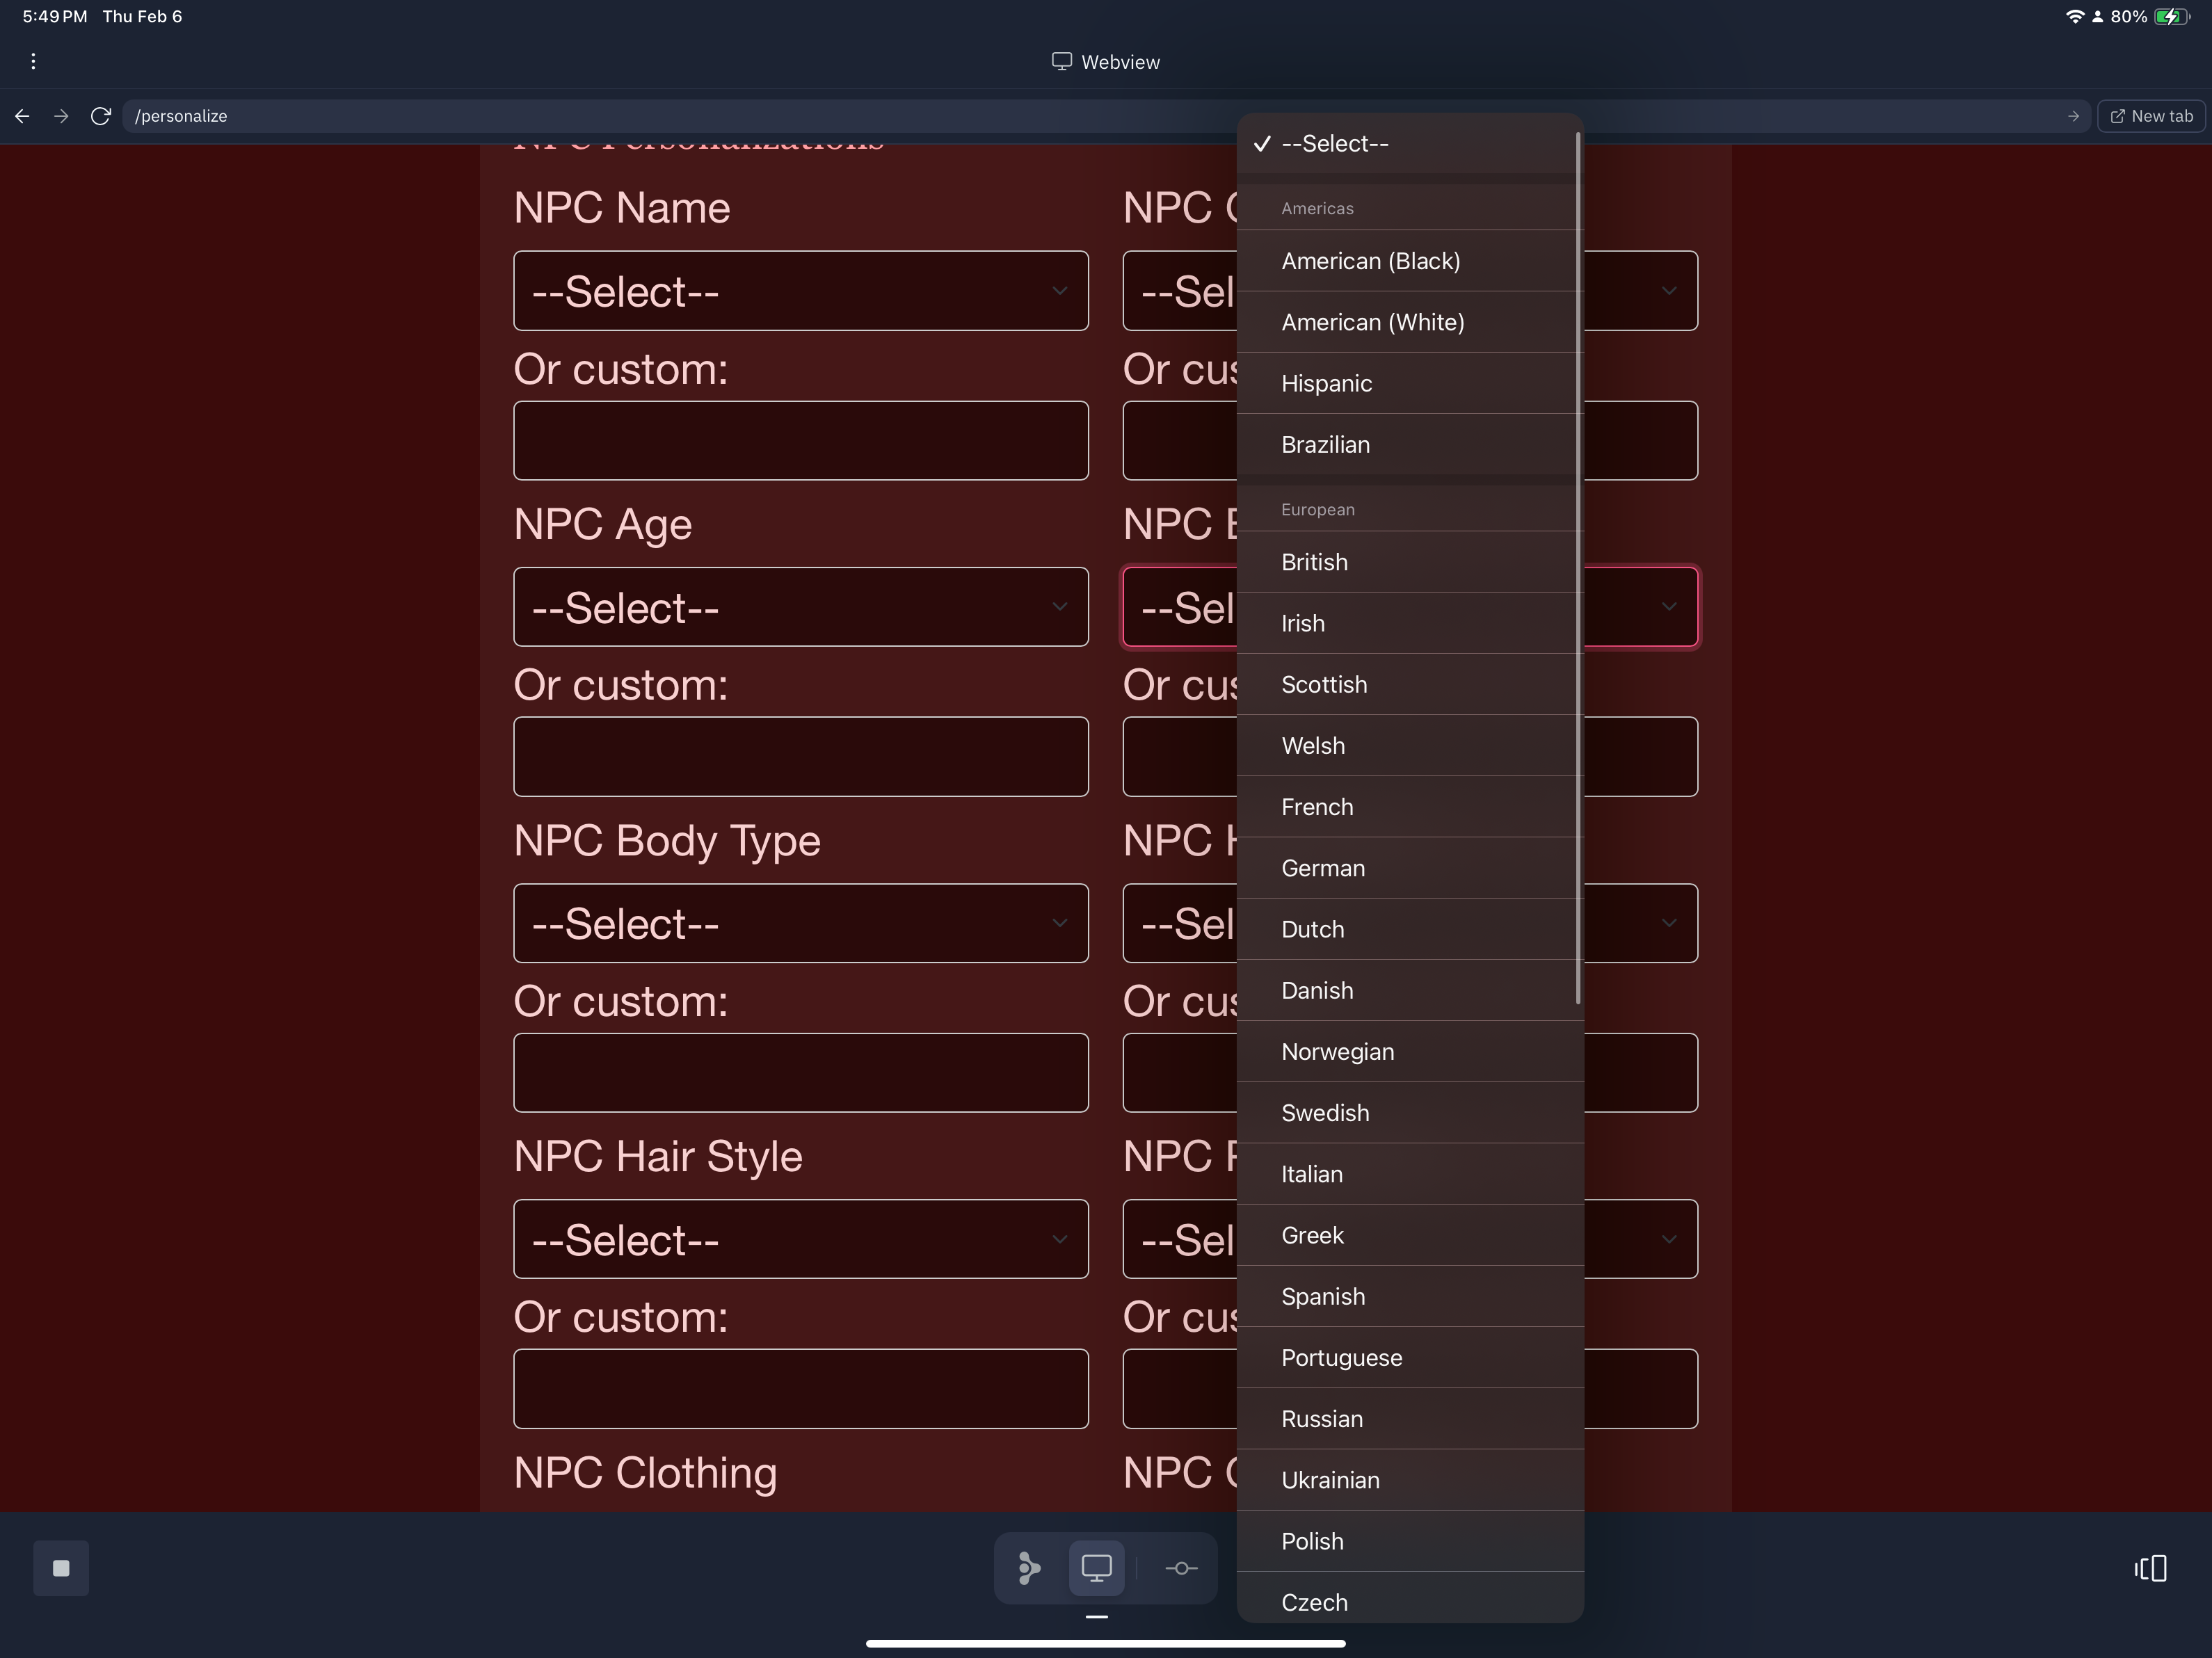 5:49 PM Thu Feb 6
80%
Webview
/personalize
New tab
NPC Personalizations
NPC Name
--Select--
Or custom:
NPC Age
--Select--
Or custom:
NPC Body Type
--Select--
Or custom:
NPC Hair Style
--Select--
Or custom:
NPC Clothing
NPC
--Sel
Or cus
NPC
--Sel
Or cus
NPC
--Sel
Or cus
NPC
--Sel
Or cus
NPC
--Select--
Americas
American (Black)
American (White)
Hispanic
Brazilian
European
British
Irish
Scottish
Welsh
French
German
Dutch
Danish
Norwegian
Swedish
Italian
Greek
Spanish
Portuguese
Russian
Ukrainian
Polish
Czech